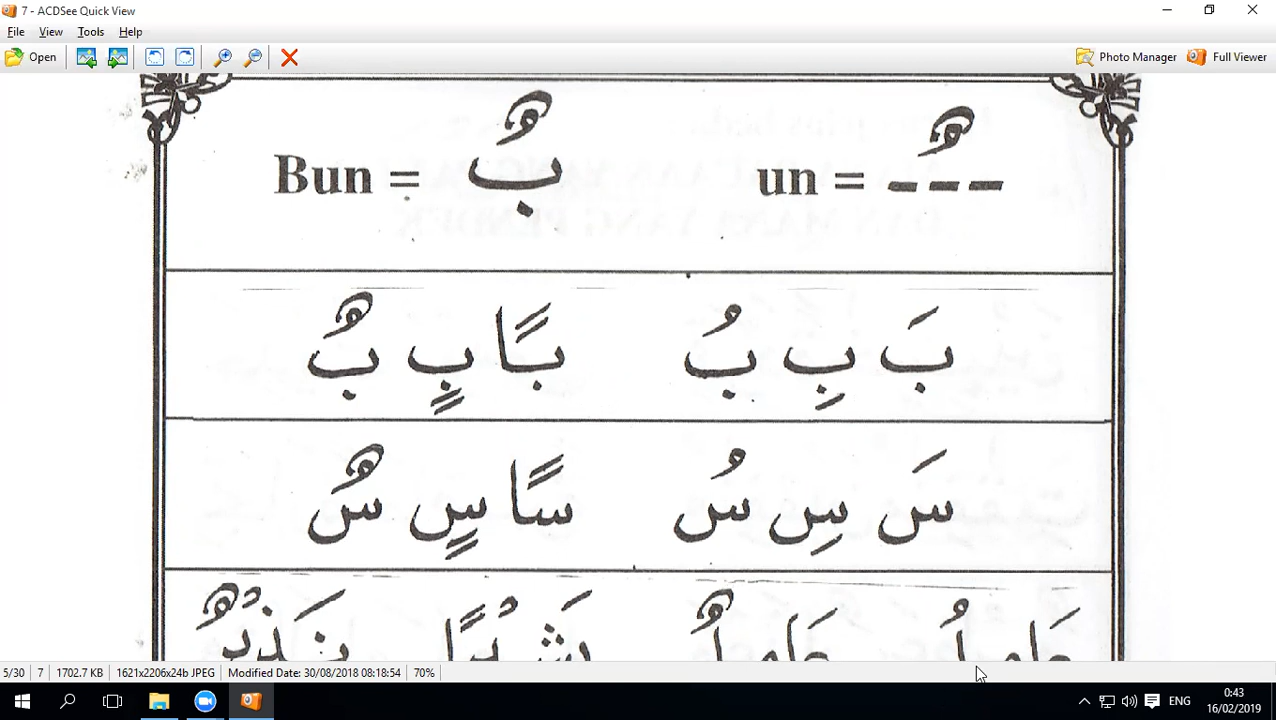 7 - ACDSee Quick View
File View Tools Help
Open Photo Manager Full Viewer
ـٌ = un بٌ = Bun
بَ بِ بُ بًا بٍ بٌ
سَ سِ سُ سًا سٍ سٌ
5/30 7 1702.7 KB 1621x2206x24b JPEG Modified Date: 30/08/2018 08:18:54 70%
ENG 0:43
16/02/2019